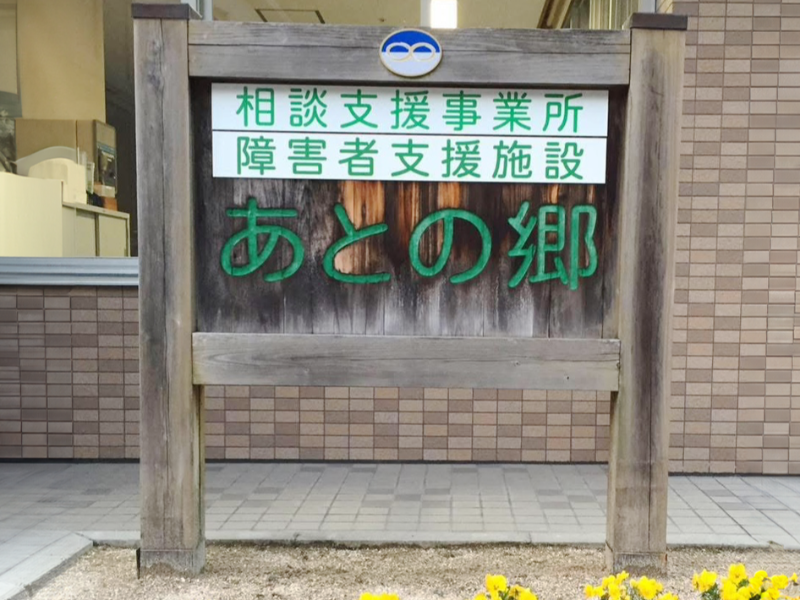 相談支援事業所
障害者支援施設
あとの郷